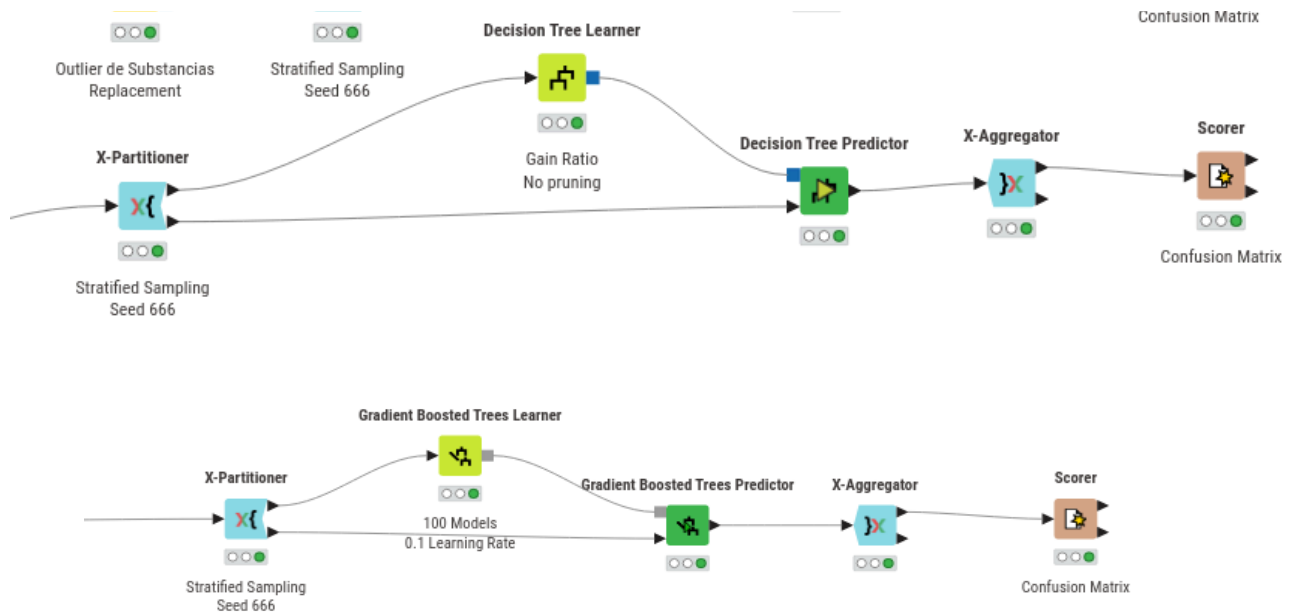 Confusion Matrix
Decision Tree Learner
Outlier de Substancias
Replacement
Stratified Sampling
Seed 666
Gain Ratio
No pruning
X-Partitioner
Stratified Sampling
Seed 666
Decision Tree Predictor
X-Aggregator
Scorer
Confusion Matrix
Gradient Boosted Trees Learner
100 Models
0.1 Learning Rate
X-Partitioner
Stratified Sampling
Seed 666
Gradient Boosted Trees Predictor
X-Aggregator
Scorer
Confusion Matrix